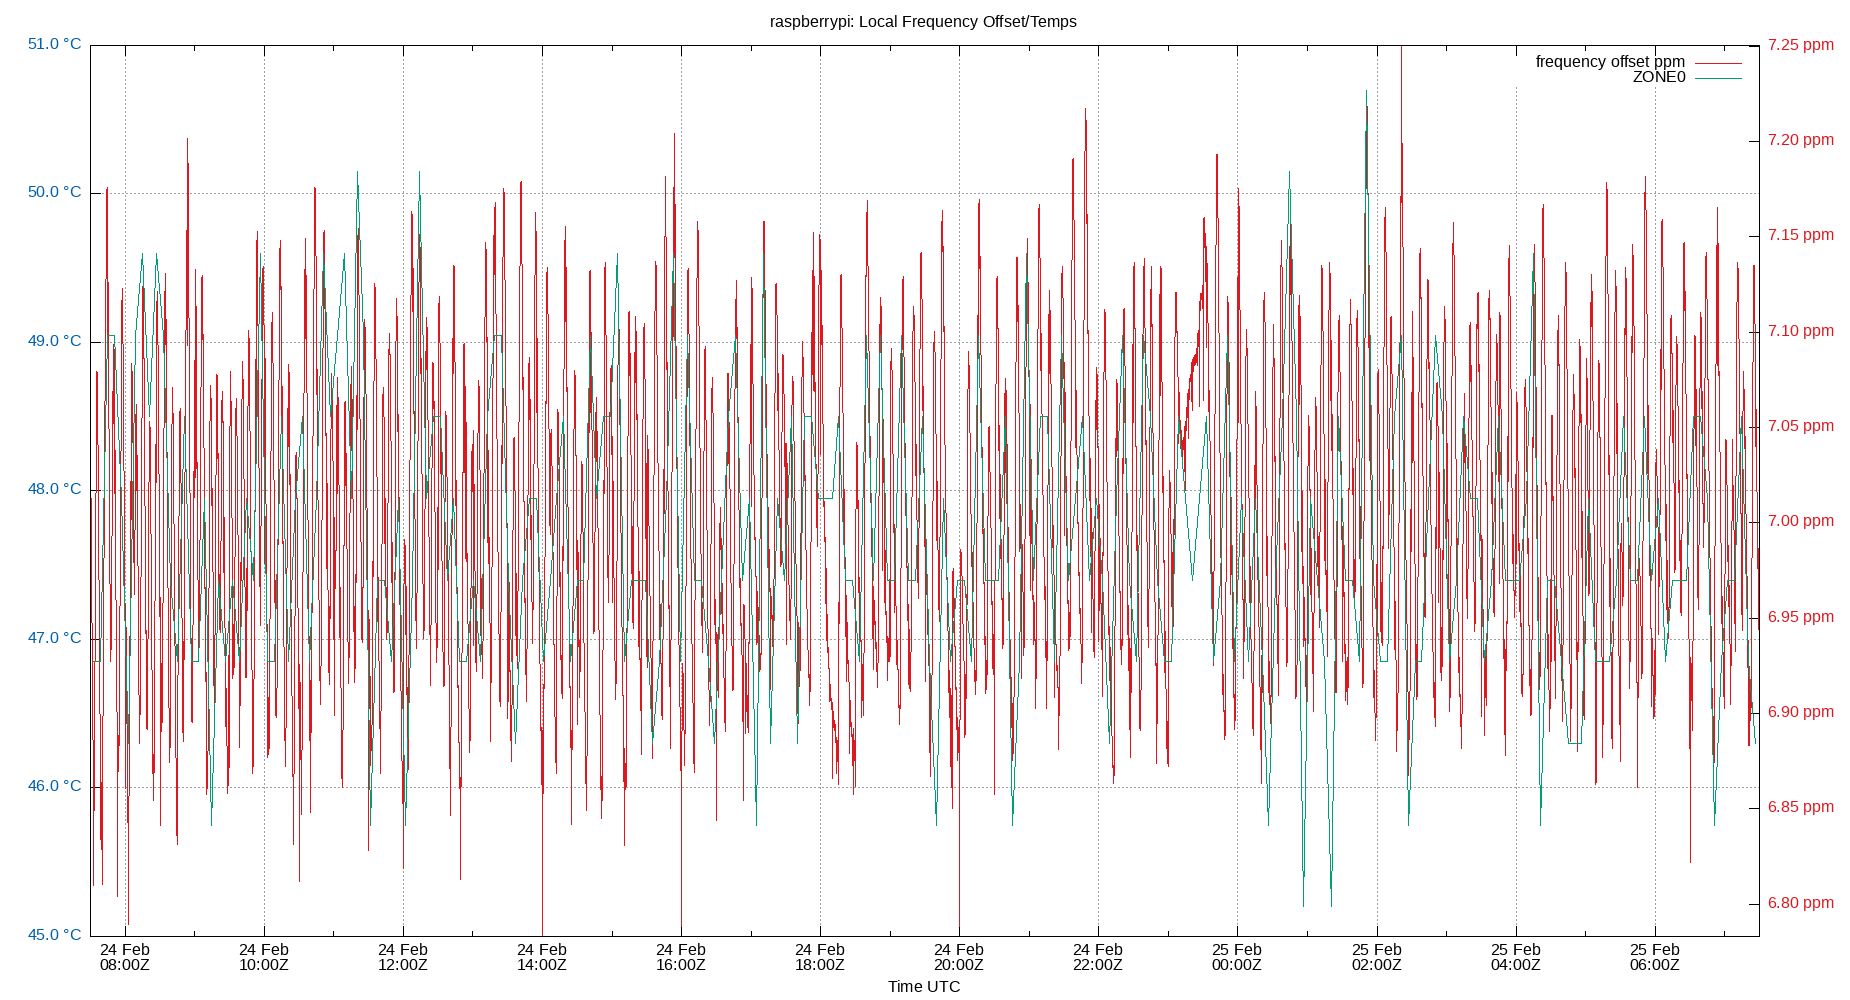 raspberrypi: Local Frequency Offset/Temps
51.0 °C
50.0 °C
49.0 °C
48.0 °C
47.0 °C
46.0 °C
45.0 °C
7.25 ppm
7.20 ppm
7.15 ppm
7.10 ppm
7.05 ppm
7.00 ppm
6.95 ppm
6.90 ppm
6.85 ppm
6.80 ppm
frequency offset ppm
ZONE0
24 Feb
08:00Z
24 Feb
10:00Z
24 Feb
12:00Z
24 Feb
14:00Z
24 Feb
16:00Z
24 Feb
18:00Z
24 Feb
20:00Z
24 Feb
22:00Z
25 Feb
00:00Z
25 Feb
02:00Z
25 Feb
04:00Z
25 Feb
06:00Z
Time UTC